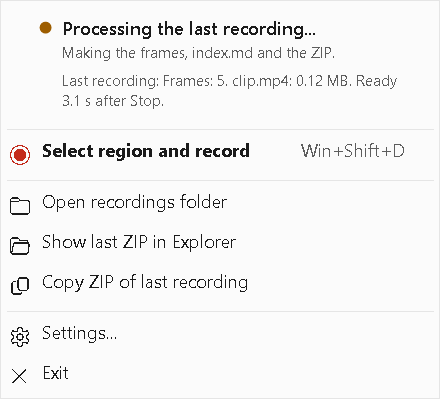 Processing the last recording...
Making the frames, index.md and the ZIP.
Last recording: Frames: 5. clip.mp4: 0.12 MB. Ready
3.1 s after Stop.
Select region and record Win+Shift+D
Open recordings folder
Show last ZIP in Explorer
Copy ZIP of last recording
Settings...
Exit